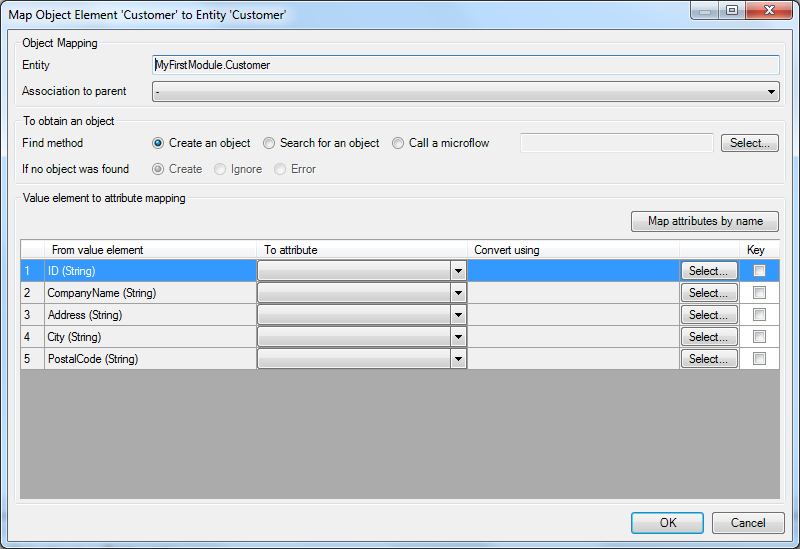 Map Object Element 'Customer' to Entity 'Customer'
Object Mapping
Entity MyFirstModule.Customer
Association to parent -
To obtain an object
Find method Create an object Search for an object Call a microflow Select...
If no object was found Create Ignore Error
Value element to attribute mapping
Map attributes by name
From value element To attribute Convert using Key
1 ID (String) Select...
2 CompanyName (String) Select...
3 Address (String) Select...
4 City (String) Select...
5 PostalCode (String) Select...
OK Cancel